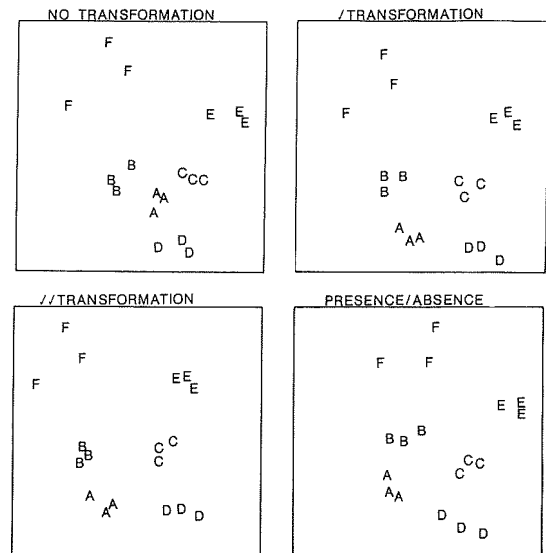 NO TRANSFORMATION
F
F
F
E E
E
B
B C C C
B
A A
A
D D
D
/TRANSFORMATION
F
F
F
E E E
B B C C
B C
A
A A
D D
D
//TRANSFORMATION
F
F
F E E E
B C C
B B C
A
A A
D D D
PRESENCE/ABSENCE
F
F F
E E
E
B B B
C C
A C
A A
D
D D